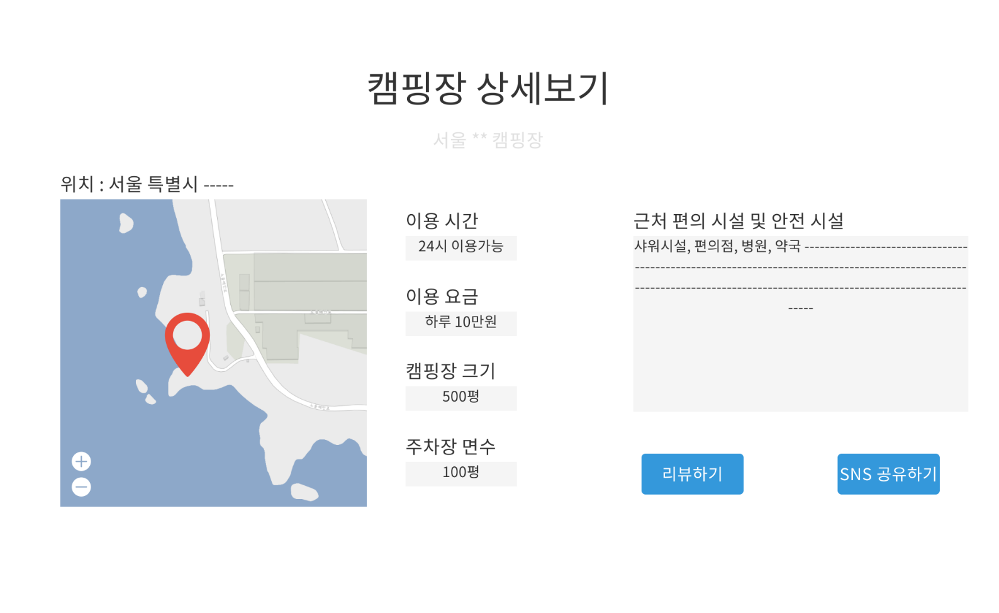 캠핑장 상세보기
서울 ** 캠핑장
위치 : 서울 특별시 -----
이용 시간
24시 이용가능
이용 요금
하루 10만원
캠핑장 크기
500평
주차장 면수
100평
근처 편의 시설 및 안전 시설
샤워시설, 편의점, 병원, 약국 --------------------------------
-----------------------------------------------------------------
-----------------------------------------------------------------
-----
리뷰하기
SNS 공유하기